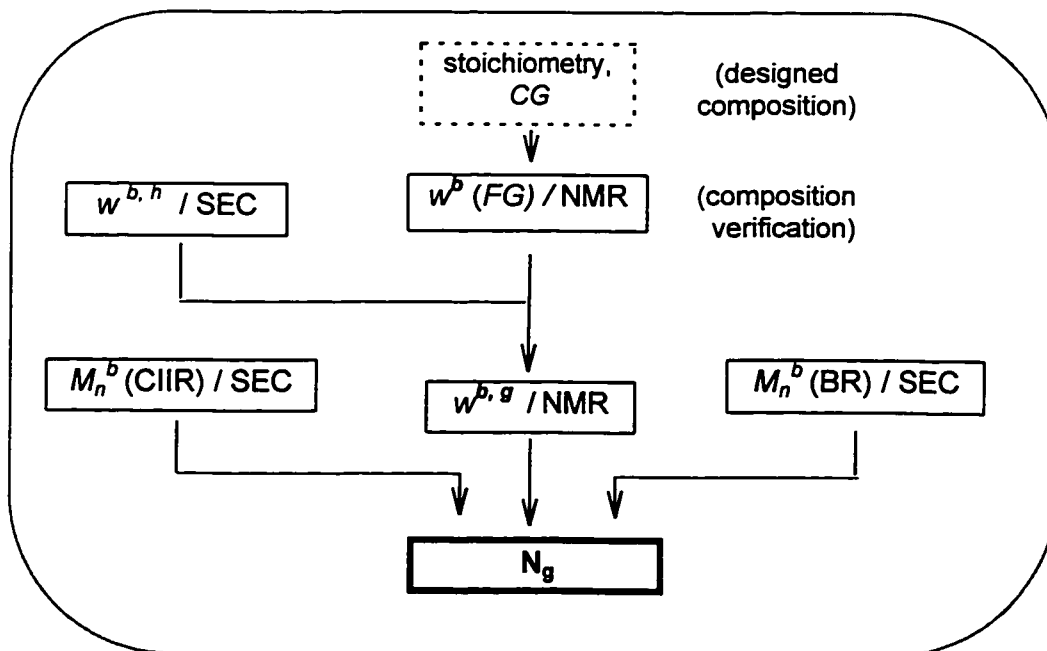 stoichiometry,
CG
(designed
composition)
w^b, h / SEC
w^b (FG) / NMR
(composition
verification)
M_n^b (CIIR) / SEC
w^b, g / NMR
M_n^b (BR) / SEC
N_g